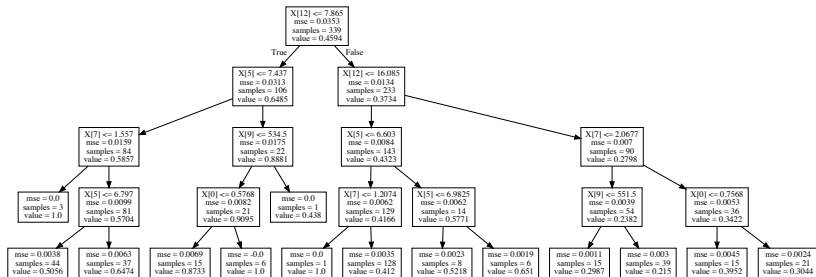 X[12] <= 7.865
mse = 0.0353
samples = 339
value = 0.4594
True
False
X[5] <= 7.437
mse = 0.0313
samples = 106
value = 0.6485
X[12] <= 16.085
mse = 0.0134
samples = 233
value = 0.3734
X[7] <= 1.557
mse = 0.0159
samples = 84
value = 0.5857
X[9] <= 534.5
mse = 0.0175
samples = 22
value = 0.8881
X[5] <= 6.603
mse = 0.0084
samples = 143
value = 0.4323
X[7] <= 2.0677
mse = 0.007
samples = 90
value = 0.2798
mse = 0.0
samples = 3
value = 1.0
X[5] <= 6.797
mse = 0.0099
samples = 81
value = 0.5704
X[0] <= 0.5768
mse = 0.0082
samples = 21
value = 0.9095
mse = 0.0
samples = 1
value = 0.438
X[7] <= 1.2074
mse = 0.0062
samples = 129
value = 0.4166
X[5] <= 6.9825
mse = 0.0062
samples = 14
value = 0.5771
X[9] <= 551.5
mse = 0.0039
samples = 54
value = 0.2382
X[0] <= 0.7568
mse = 0.0053
samples = 36
value = 0.3422
mse = 0.0038
samples = 44
value = 0.5056
mse = 0.0063
samples = 37
value = 0.6474
mse = 0.0069
samples = 15
value = 0.8733
mse = -0.0
samples = 6
value = 1.0
mse = 0.0
samples = 1
value = 1.0
mse = 0.0035
samples = 128
value = 0.412
mse = 0.0023
samples = 8
value = 0.5218
mse = 0.0019
samples = 6
value = 0.651
mse = 0.0011
samples = 15
value = 0.2987
mse = 0.003
samples = 39
value = 0.215
mse = 0.0045
samples = 15
value = 0.3952
mse = 0.0024
samples = 21
value = 0.3044